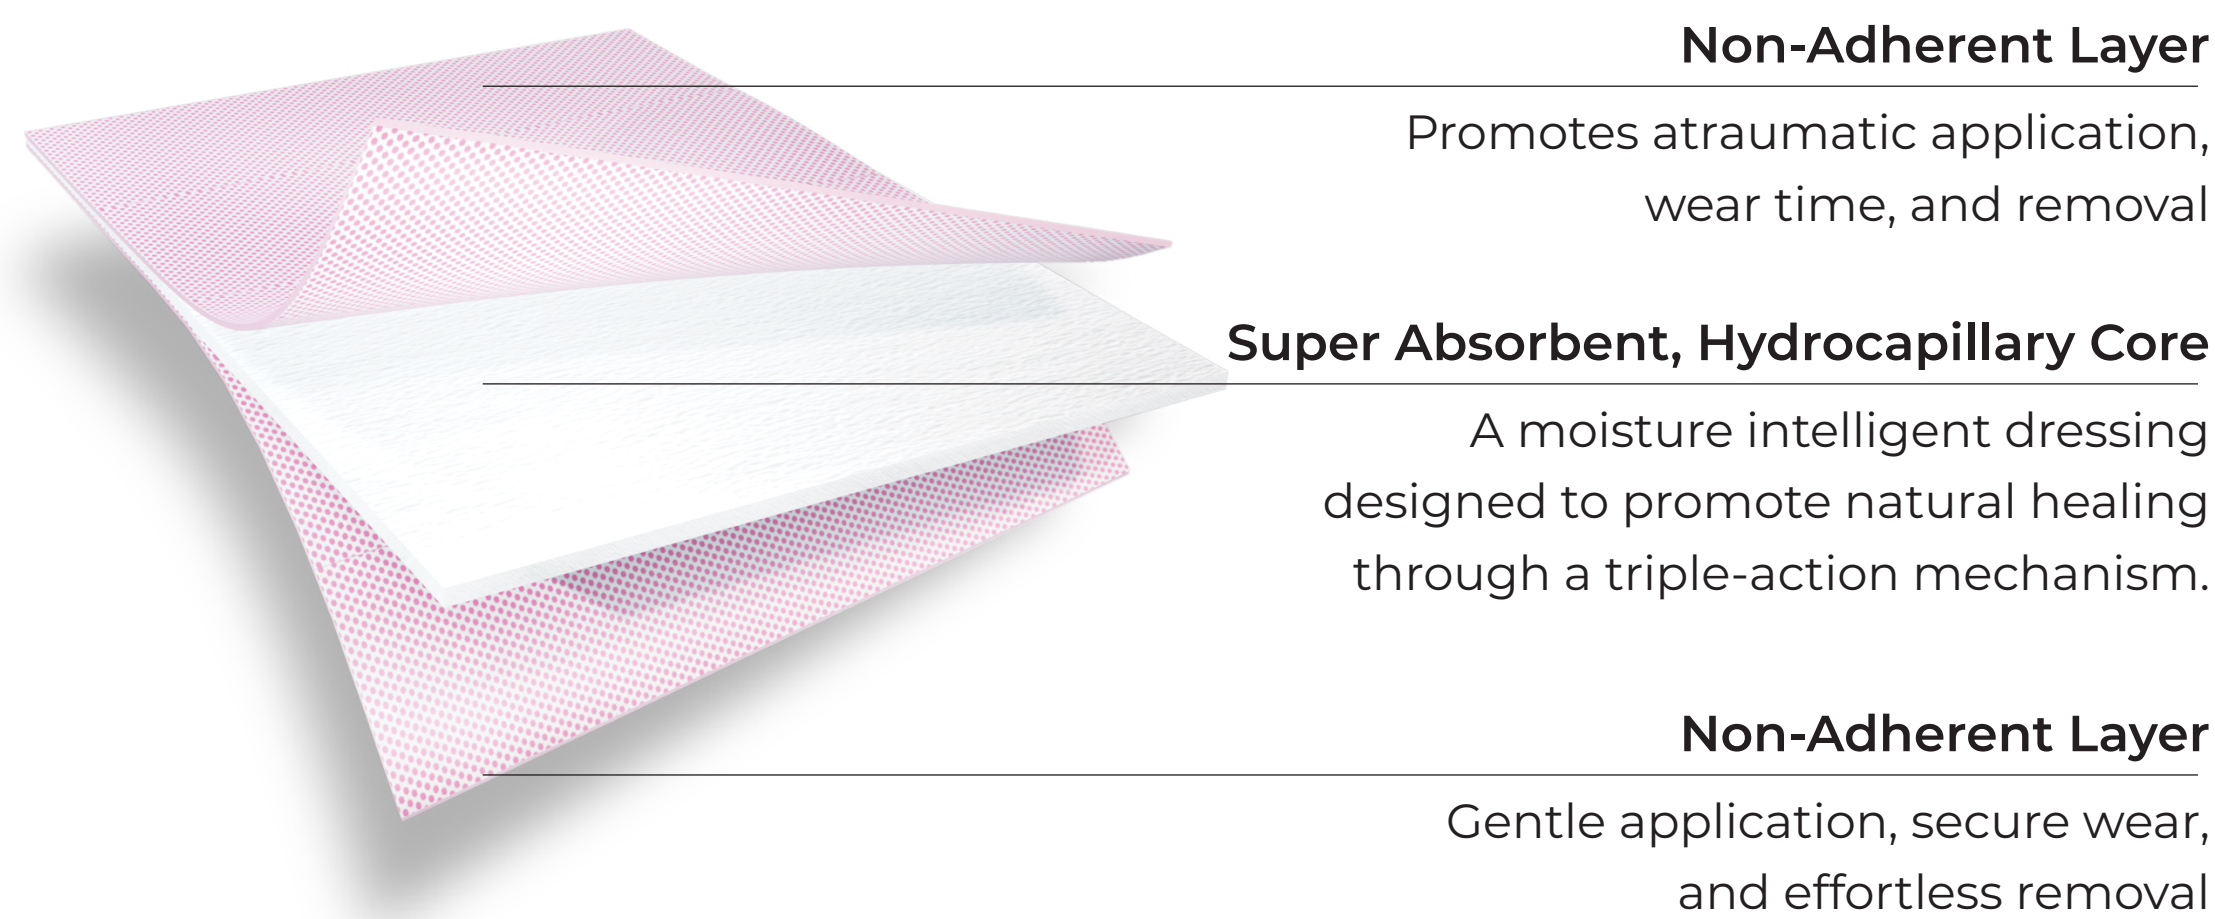 Non-Adherent Layer
Promotes atraumatic application,
wear time, and removal
Super Absorbent, Hydrocapillary Core
A moisture intelligent dressing
designed to promote natural healing
through a triple-action mechanism.
Non-Adherent Layer
Gentle application, secure wear,
and effortless removal